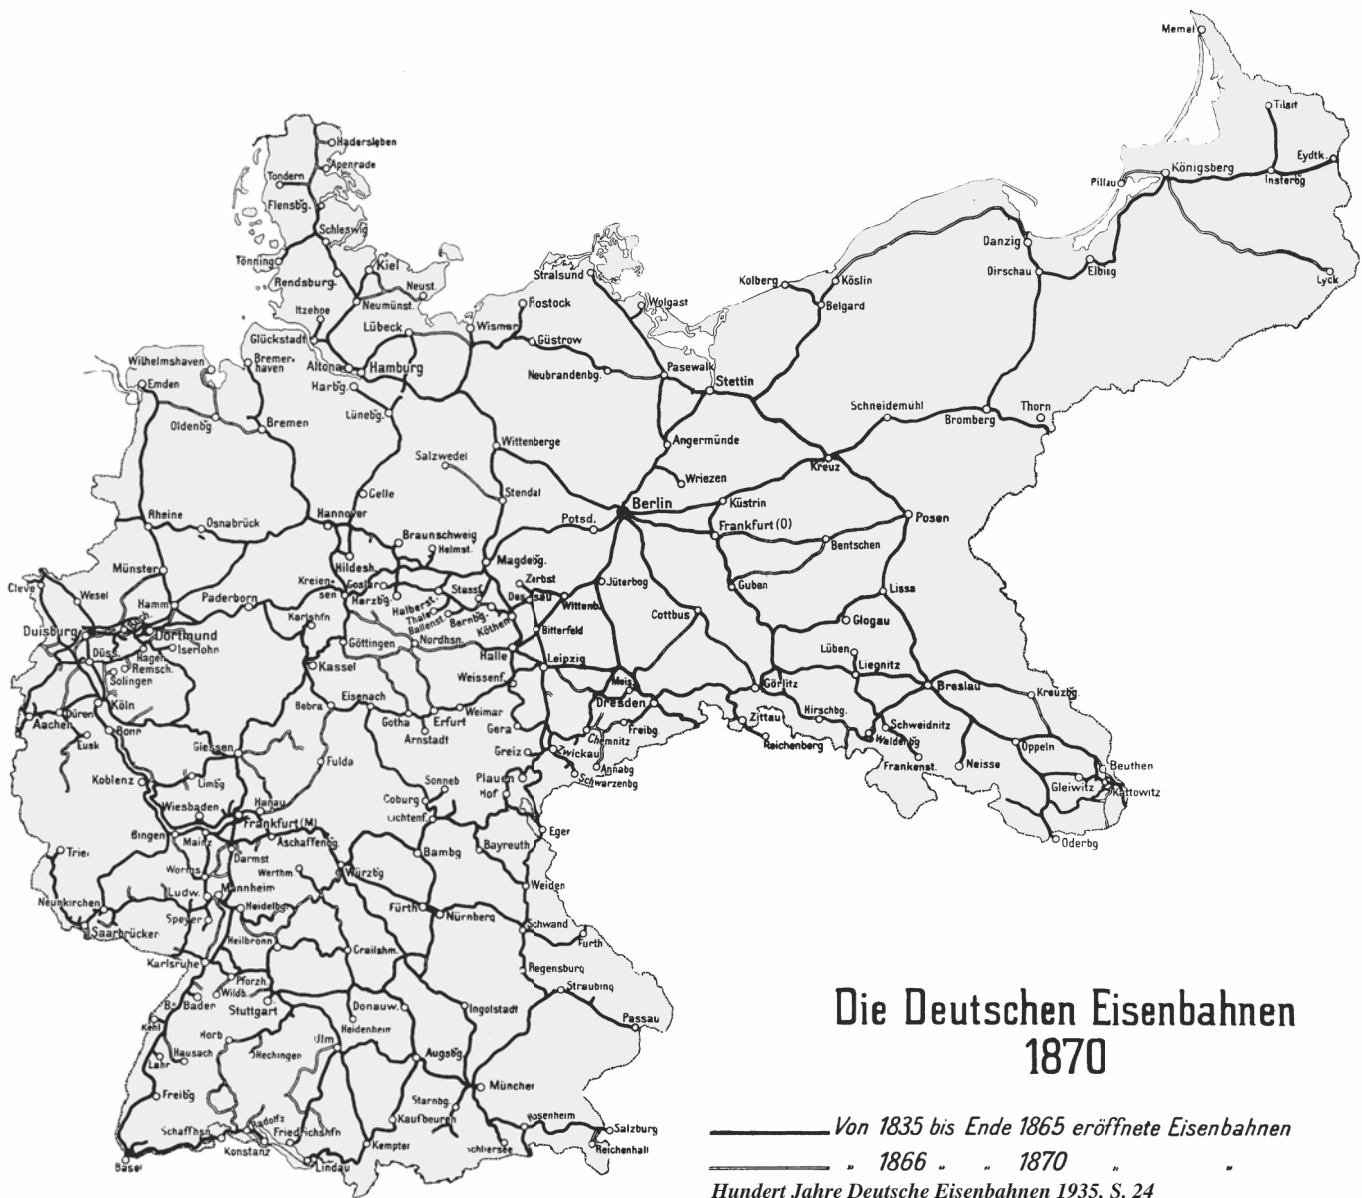 Memel
Tilsit
Eydtk.
Königsberg
Insterbg
Pillau
Hadersleben
Apenrade
Tondern
Flensbg.
Schleswig
Tönning
Kiel
Rendsburg
Neust.
Neumünst.
Itzehoe
Glückstadt
Lübeck
Wismar
Rostock
Stralsund
Wolgast
Kolberg
Köslin
Belgard
Danzig
Dirschau
Elbing
Lyck
Güstrow
Altona
Hamburg
Harbg.
Neubrandenbg.
Pasewalk
Stettin
Wilhelmshaven
Bremer-
haven
Emden
Oldenbg.
Bremen
Lünebg.
Schneidemühl
Bromberg
Thorn
Wittenberge
Angermünde
Salzwedel
Wriezen
Kreuz
Celle
Stendal
Berlin
Küstrin
Rheine
Osnabrück
Hannover
Potsd.
Frankfurt (O)
Posen
Braunschweig
Helmst.
Magdebg.
Bentschen
Münster
Hildesh.
Cleve
Wesel
Kreien-
sen
Goslar
Harzbg.
Zerbst
Jüterbog
Guben
Lissa
Hamm
Paderborn
Halberst.
Stassf.
Dessau
Wittenb.
Cottbus
Thale
Ballenst.
Bernbg.
Köthen
Karlshfn
Glogau
Duisburg
Boch.
Dortmund
Bitterfeld
Iserlohn
Göttingen
Nordhsn.
Halle
Lüben
Düss.
Hagen
Remsch.
Solingen
Kassel
Leipzig
Liegnitz
Weissenf.
Meis.
Görlitz
Breslau
Kreuzbg.
Köln
Düren
Aachen
Bebra
Eisenach
Gotha
Erfurt
Weimar
Dresden
Bonn
Arnstadt
Gera
Freibg.
Chemnitz
Zittau
Hirschbg.
Schweidnitz
Waldenbg
Eusk
Giessen
Greiz
Zwickau
Reichenberg
Frankenst.
Neisse
Oppeln
Fulda
Koblenz
Limbg
Sonneb
Plauen
Annabg
Schwarzenbg
Gleiwitz
Beuthen
Kattowitz
Coburg
Hof
Wiesbaden
Hanau
Lichtenf.
Frankfurt (M)
Bingen
Mainz
Aschaffenbg.
Eger
Oderbg
Trier
Darmst
Bambg
Bayreuth
Worms
Werthm.
Würzbg
Ludw.
Mannheim
Weiden
Neunkirchen
Heidelbg.
Fürth
Nürnberg
Speyer
Saarbrücken
Schwand
Furth
Heilbronn
Crailshm.
Karlsruhe
Regensburg
Pforzh.
Wildb.
Straubing
Stuttgart
Donauw.
Ingolstadt
Passau
Kehl
Heidenheim
Horb
Ulm
Hausach
Hechingen
Augsbg
Lahr
München
Freibg
Starnbg.
Kaufbeuren
Rosenheim
Salzburg
Schaffhsn.
Radolfz
Friedrichshfn
Kempten
Schliersee
Reichenhall
Basel
Konstanz
Lindau
Die Deutschen Eisenbahnen
1870
Von 1835 bis Ende 1865 eröffnete Eisenbahnen
„ 1866 „ „ 1870 „ „
Hundert Jahre Deutsche Eisenbahnen 1935, S. 24